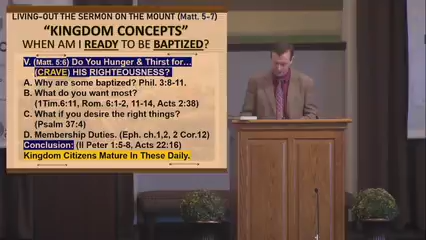 LIVING-OUT THE SERMON ON THE MOUNT (Matt. 5-7)
"KINGDOM CONCEPTS"
WHEN AM I READY TO BE BAPTIZED?
V. (Matt. 5:6) Do You Hunger & Thirst for...
(CRAVE) HIS RIGHTEOUSNESS?
A. Why are some baptized? Phil. 3:8-11.
B. What do you want most?
(1Tim.6:11, Rom. 6:1-2, 11-14, Acts 2:38)
C. What if you desire the right things?
(Psalm 37:4)
D. Membership Duties. (Eph. ch.1,2, 2 Cor.12)
Conclusion: (II Peter 1:5-8, Acts 22:16)
Kingdom Citizens Mature In These Daily.